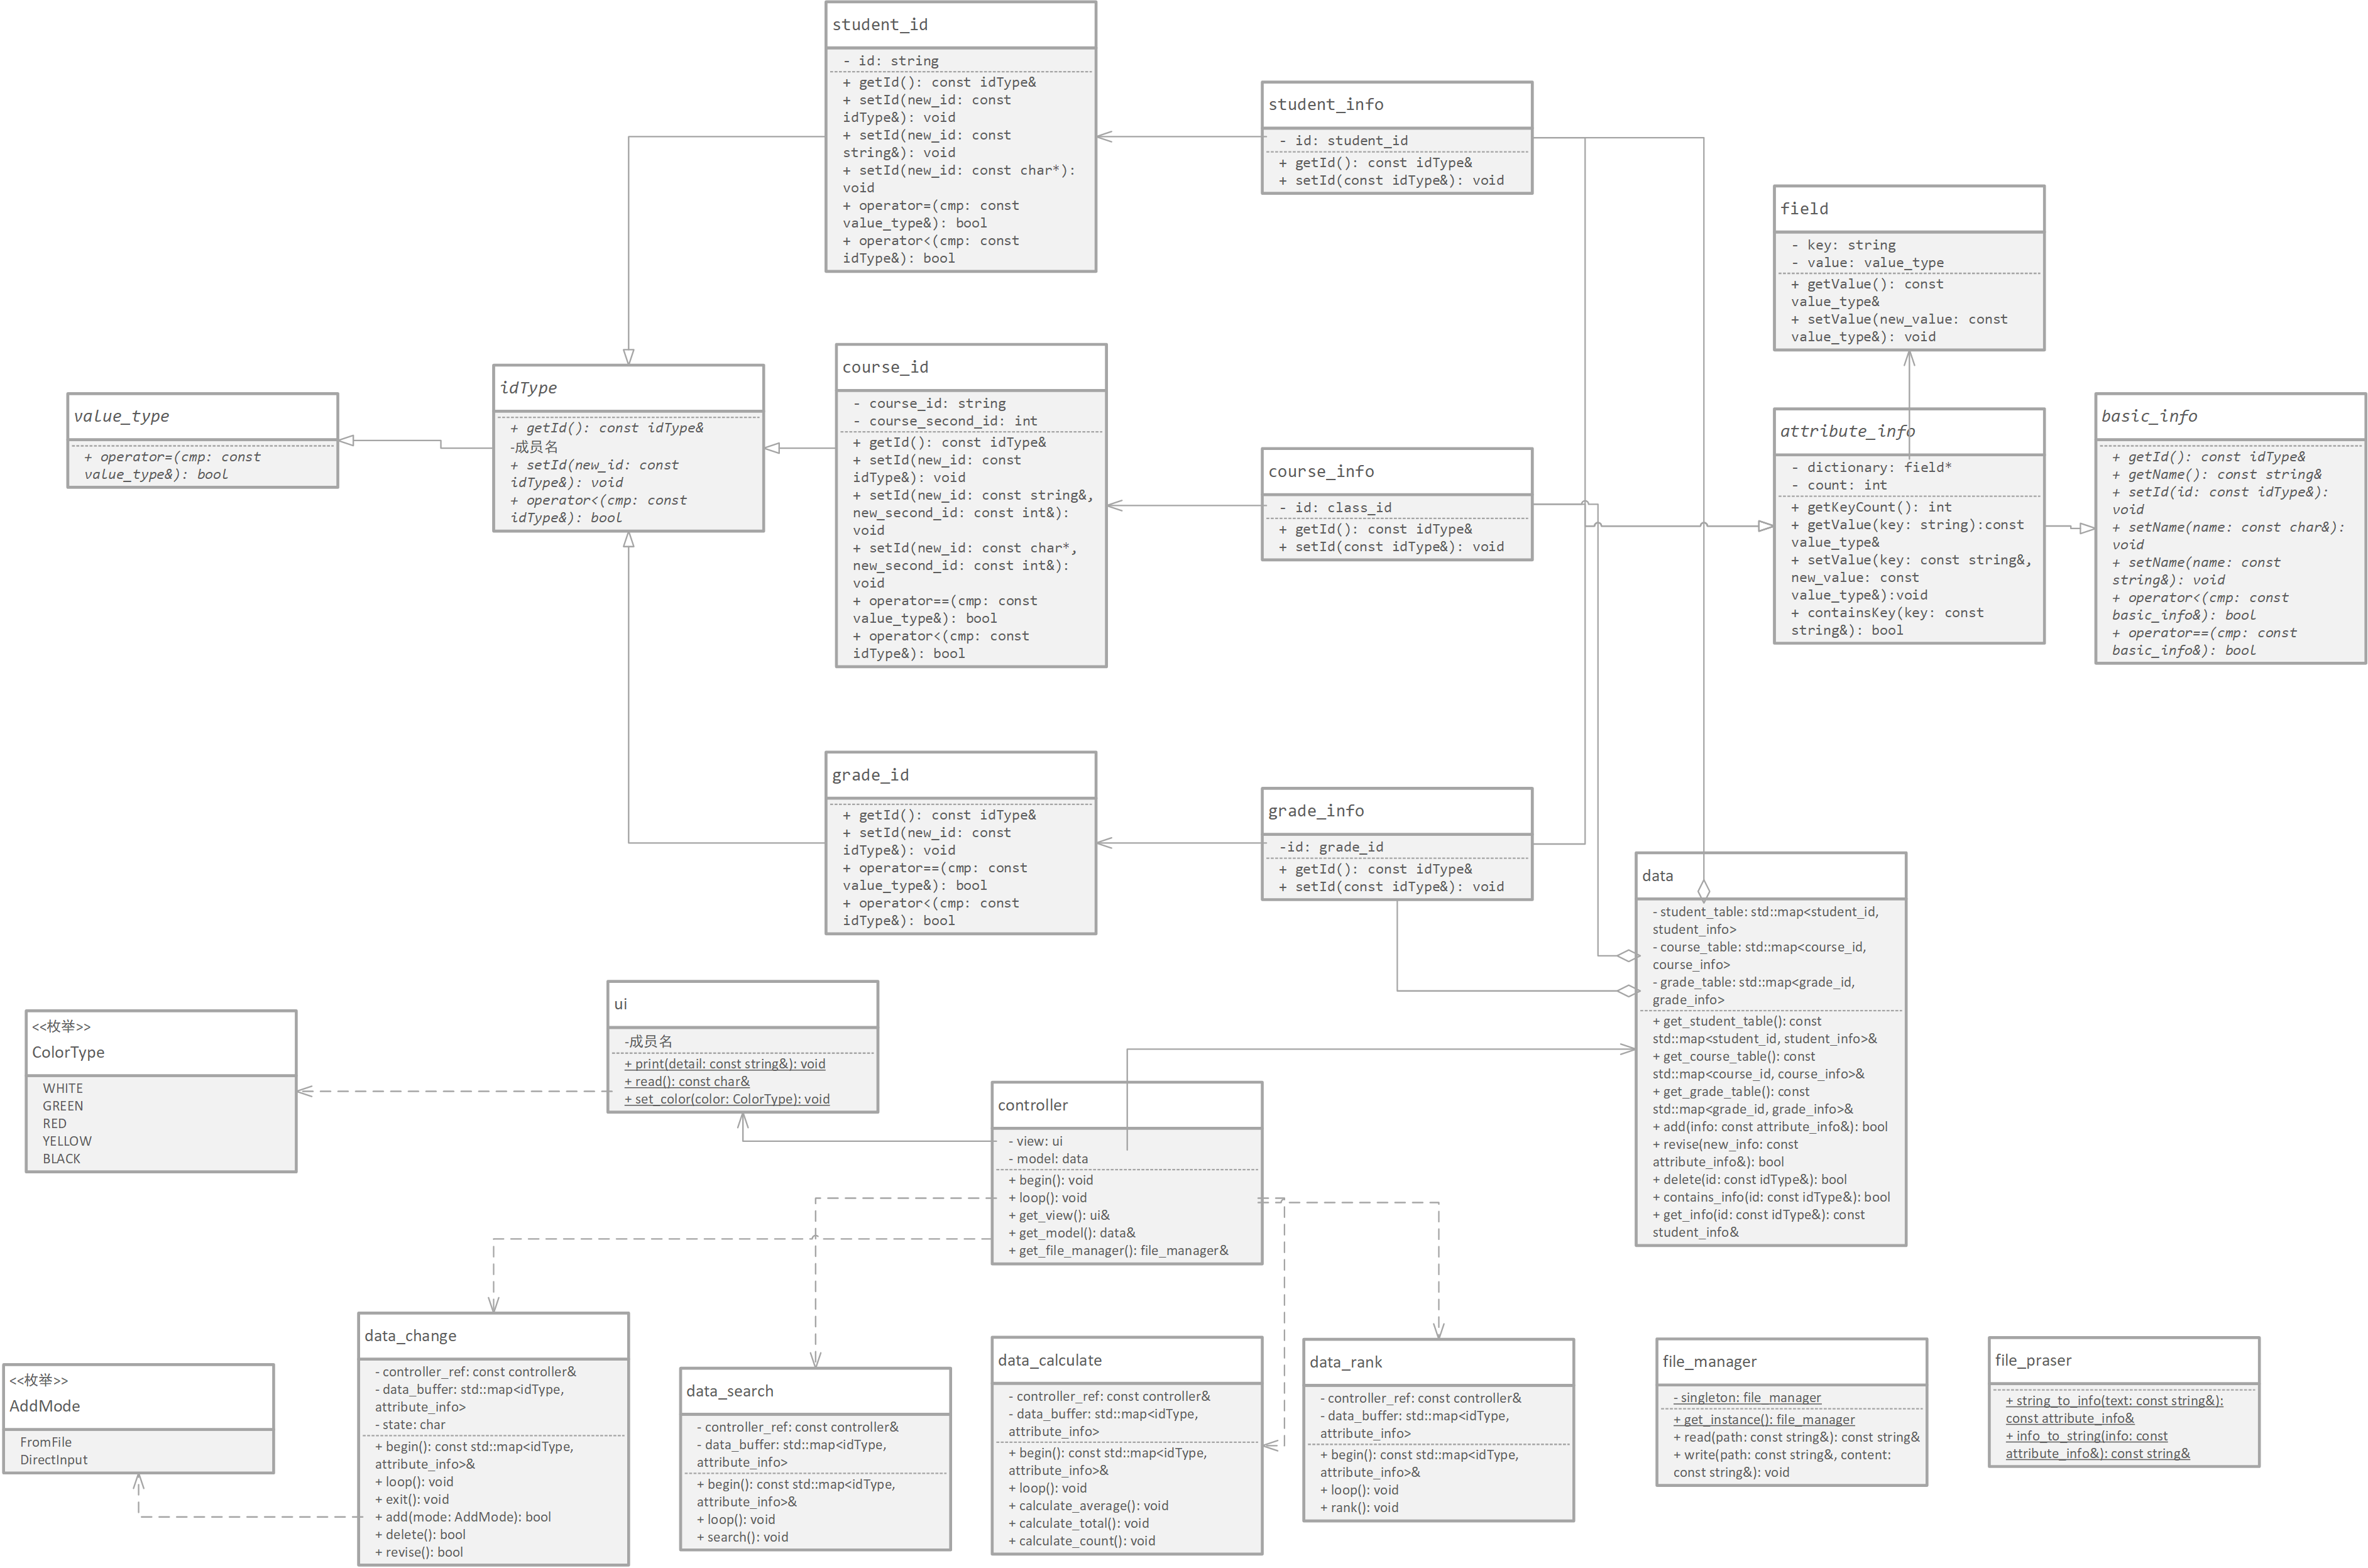 student_id
- id: string
+ getId(): const idType&
+ setId(new_id: const
idType&): void
+ setId(new_id: const
string&): void
+ setId(new_id: const char*):
void
+ operator=(cmp: const
value_type&): bool
+ operator<(cmp: const
idType&): bool
student_info
- id: student_id
+ getId(): const idType&
+ setId(const idType&): void
field
- key: string
- value: value_type
+ getValue(): const
value_type&
+ setValue(new_value: const
value_type&): void
value_type
+ operator=(cmp: const
value_type&): bool
idType
+ getId(): const idType&
-成员名
+ setId(new_id: const
idType&): void
+ operator<(cmp: const
idType&): bool
course_id
- course_id: string
- course_second_id: int
+ getId(): const idType&
+ setId(new_id: const
idType&): void
+ setId(new_id: const string&,
new_second_id: const int&):
void
+ setId(new_id: const char*,
new_second_id: const int&):
void
+ operator==(cmp: const
value_type&): bool
+ operator<(cmp: const
idType&): bool
course_info
- id: class_id
+ getId(): const idType&
+ setId(const idType&): void
attribute_info
- dictionary: field*
- count: int
+ getKeyCount(): int
+ getValue(key: string):const
value_type&
+ setValue(key: const string&,
new_value: const
value_type&):void
+ containsKey(key: const
string&): bool
basic_info
+ getId(): const idType&
+ getName(): const string&
+ setId(id: const idType&):
void
+ setName(name: const char&):
void
+ setName(name: const
string&): void
+ operator<(cmp: const
basic_info&): bool
+ operator==(cmp: const
basic_info&): bool
grade_id
+ getId(): const idType&
+ setId(new_id: const
idType&): void
+ operator==(cmp: const
value_type&): bool
+ operator<(cmp: const
idType&): bool
grade_info
-id: grade_id
+ getId(): const idType&
+ setId(const idType&): void
data
- student_table: std::map<student_id,
student_info>
- course_table: std::map<course_id,
course_info>
- grade_table: std::map<grade_id,
grade_info>
+ get_student_table(): const
std::map<student_id, student_info>&
+ get_course_table(): const
std::map<course_id, course_info>&
+ get_grade_table(): const
std::map<grade_id, grade_info>&
+ add(info: const attribute_info&): bool
+ revise(new_info: const
attribute_info&): bool
+ delete(id: const idType&): bool
+ contains_info(id: const idType&): bool
+ get_info(id: const idType&): const
student_info&
<<枚举>>
ColorType
WHITE
GREEN
RED
YELLOW
BLACK
ui
-成员名
+ print(detail: const string&): void
+ read(): const char&
+ set_color(color: ColorType): void
controller
- view: ui
- model: data
+ begin(): void
+ loop(): void
+ get_view(): ui&
+ get_model(): data&
+ get_file_manager(): file_manager&
<<枚举>>
AddMode
FromFile
DirectInput
data_change
- controller_ref: const controller&
- data_buffer: std::map<idType,
attribute_info>
- state: char
+ begin(): const std::map<idType,
attribute_info>&
+ loop(): void
+ exit(): void
+ add(mode: AddMode): bool
+ delete(): bool
+ revise(): bool
data_search
- controller_ref: const controller&
- data_buffer: std::map<idType,
attribute_info>
+ begin(): const std::map<idType,
attribute_info>&
+ loop(): void
+ search(): void
data_calculate
- controller_ref: const controller&
- data_buffer: std::map<idType,
attribute_info>
+ begin(): const std::map<idType,
attribute_info>&
+ loop(): void
+ calculate_average(): void
+ calculate_total(): void
+ calculate_count(): void
data_rank
- controller_ref: const controller&
- data_buffer: std::map<idType,
attribute_info>
+ begin(): const std::map<idType,
attribute_info>&
+ loop(): void
+ rank(): void
file_manager
- singleton: file_manager
+ get_instance(): file_manager
+ read(path: const string&): const string&
+ write(path: const string&, content:
const string&): void
file_praser
+ string_to_info(text: const string&):
const attribute_info&
+ info_to_string(info: const
attribute_info&): const string&